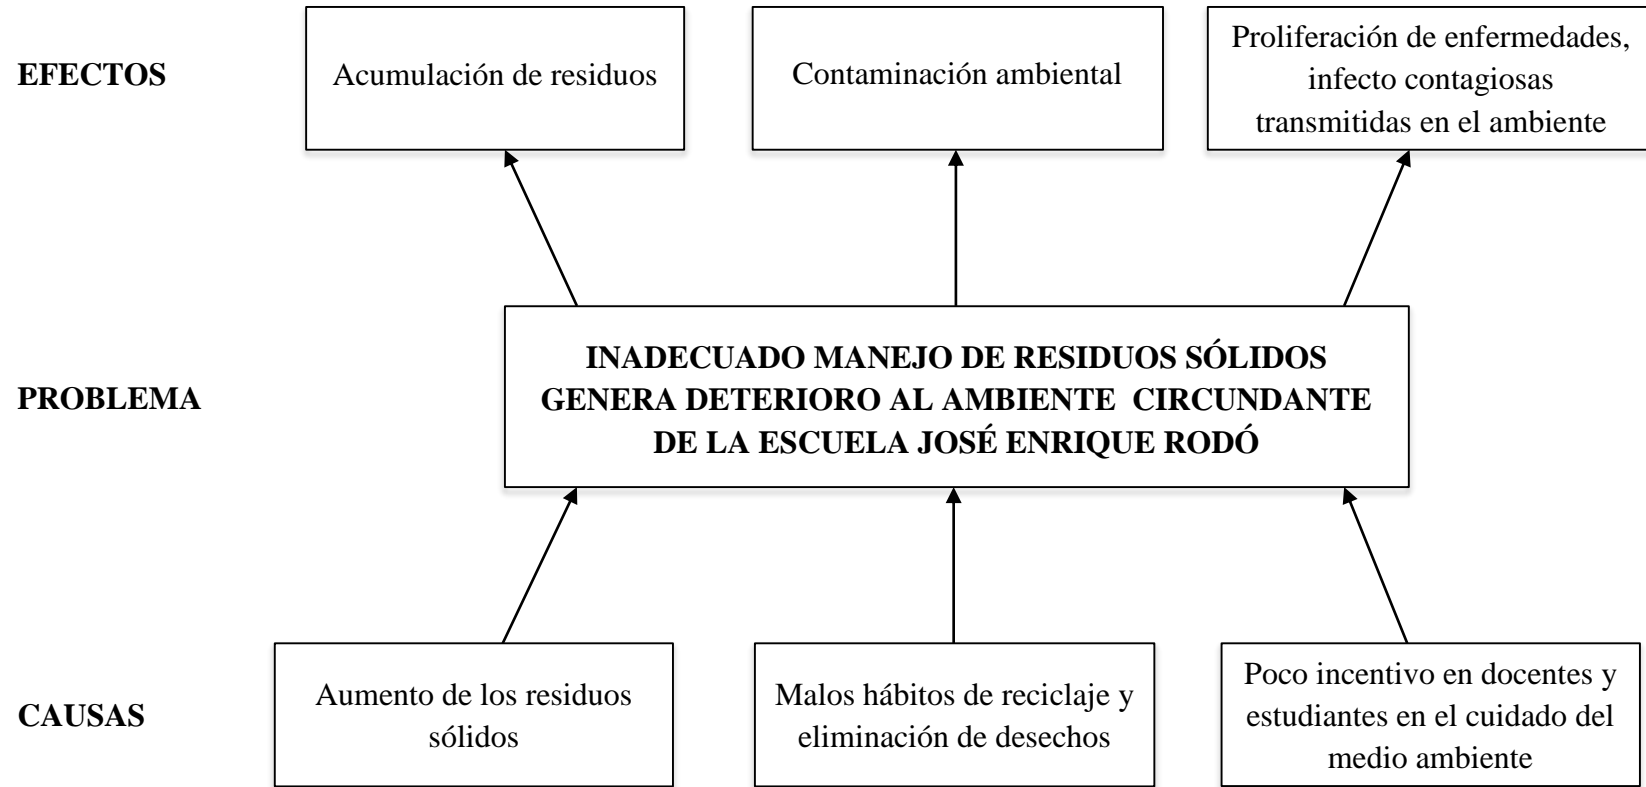 EFECTOS
Acumulación de residuos
Contaminación ambiental
Proliferación de enfermedades,
infecto contagiosas
transmitidas en el ambiente
PROBLEMA
INADECUADO MANEJO DE RESIDUOS SÓLIDOS
GENERA DETERIORO AL AMBIENTE CIRCUNDANTE
DE LA ESCUELA JOSÉ ENRIQUE RODÓ
CAUSAS
Aumento de los residuos
sólidos
Malos hábitos de reciclaje y
eliminación de desechos
Poco incentivo en docentes y
estudiantes en el cuidado del
medio ambiente